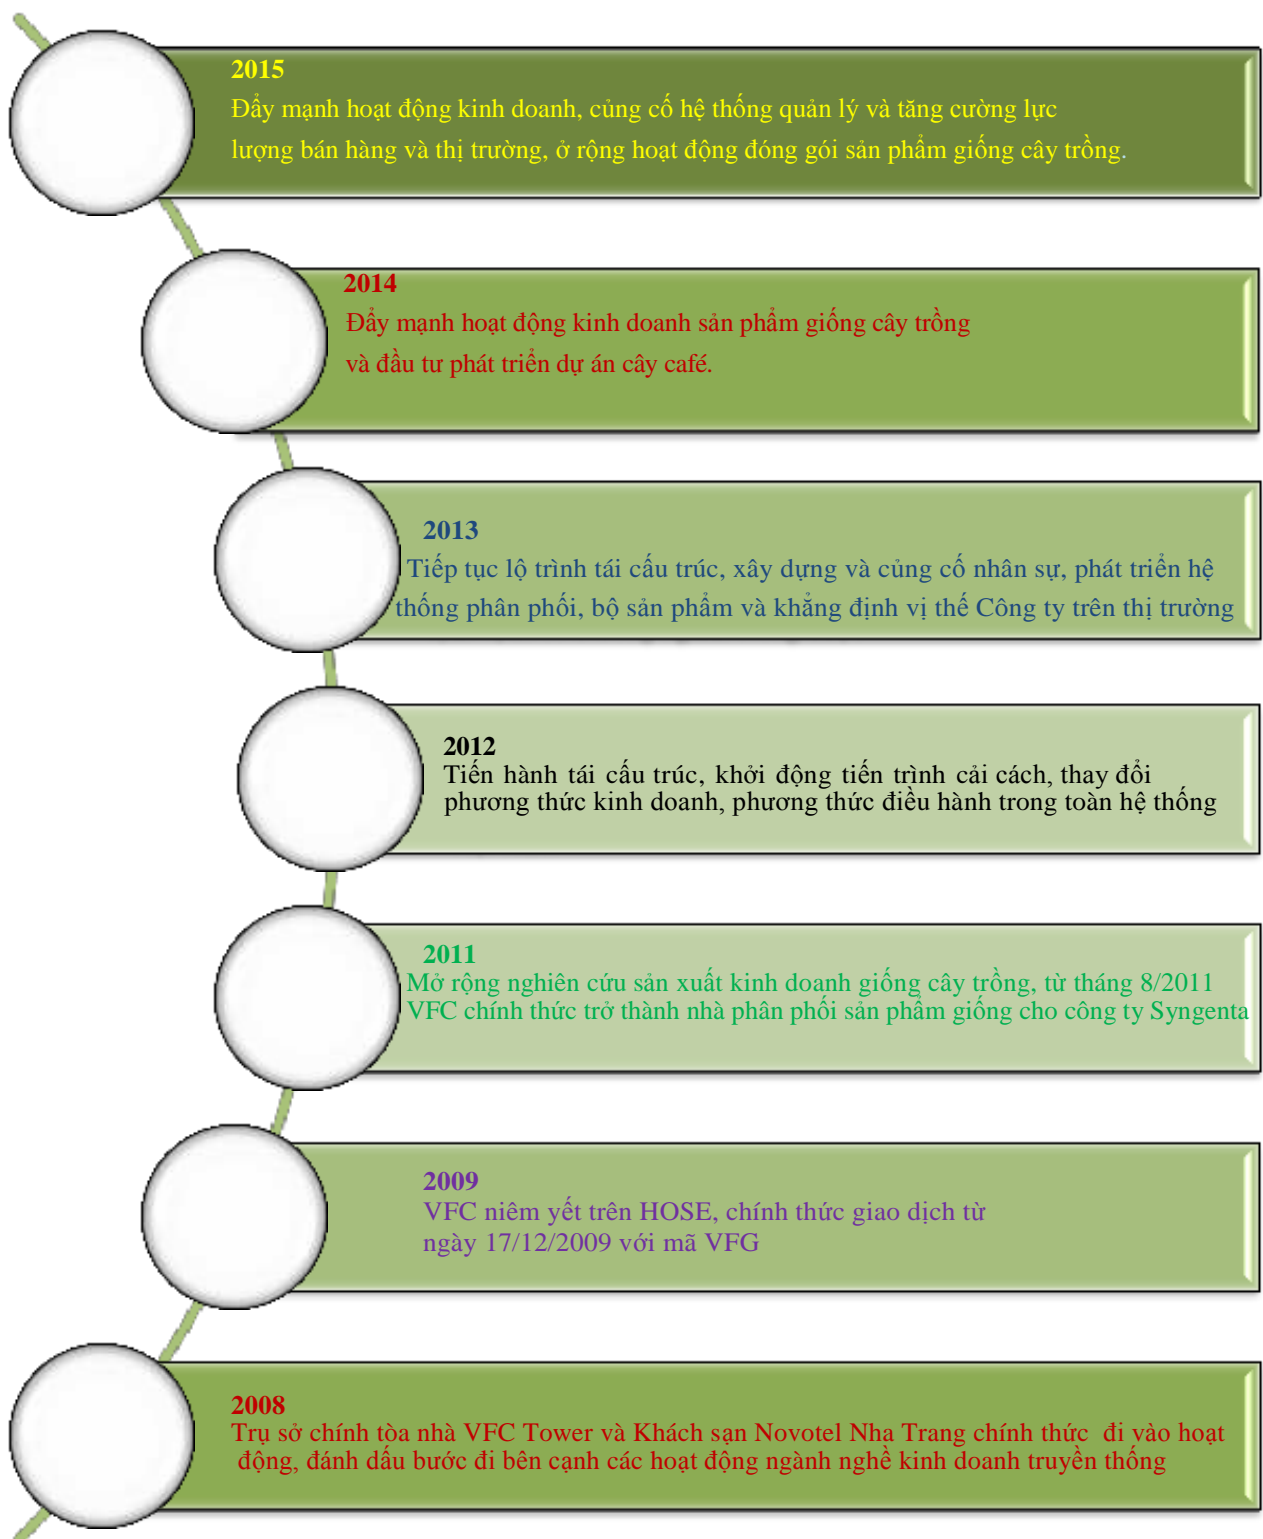 2015
Đẩy mạnh hoạt động kinh doanh, củng cố hệ thống quản lý và tăng cường lực
lượng bán hàng và thị trường, ở rộng hoạt động đóng gói sản phẩm giống cây trồng.
2014
Đẩy mạnh hoạt động kinh doanh sản phẩm giống cây trồng
và đầu tư phát triển dự án cây café.
2013
Tiếp tục lộ trình tái cấu trúc, xây dựng và củng cố nhân sự, phát triển hệ
thống phân phối, bộ sản phẩm và khẳng định vị thế Công ty trên thị trường
2012
Tiến hành tái cấu trúc, khởi động tiến trình cải cách, thay đổi
phương thức kinh doanh, phương thức điều hành trong toàn hệ thống
2011
Mở rộng nghiên cứu sản xuất kinh doanh giống cây trồng, từ tháng 8/2011
VFC chính thức trở thành nhà phân phối sản phẩm giống cho công ty Syngenta
2009
VFC niêm yết trên HOSE, chính thức giao dịch từ
ngày 17/12/2009 với mã VFG
2008
Trụ sở chính tòa nhà VFC Tower và Khách sạn Novotel Nha Trang chính thức đi vào hoạt
động, đánh dấu bước đi bên cạnh các hoạt động ngành nghề kinh doanh truyền thống